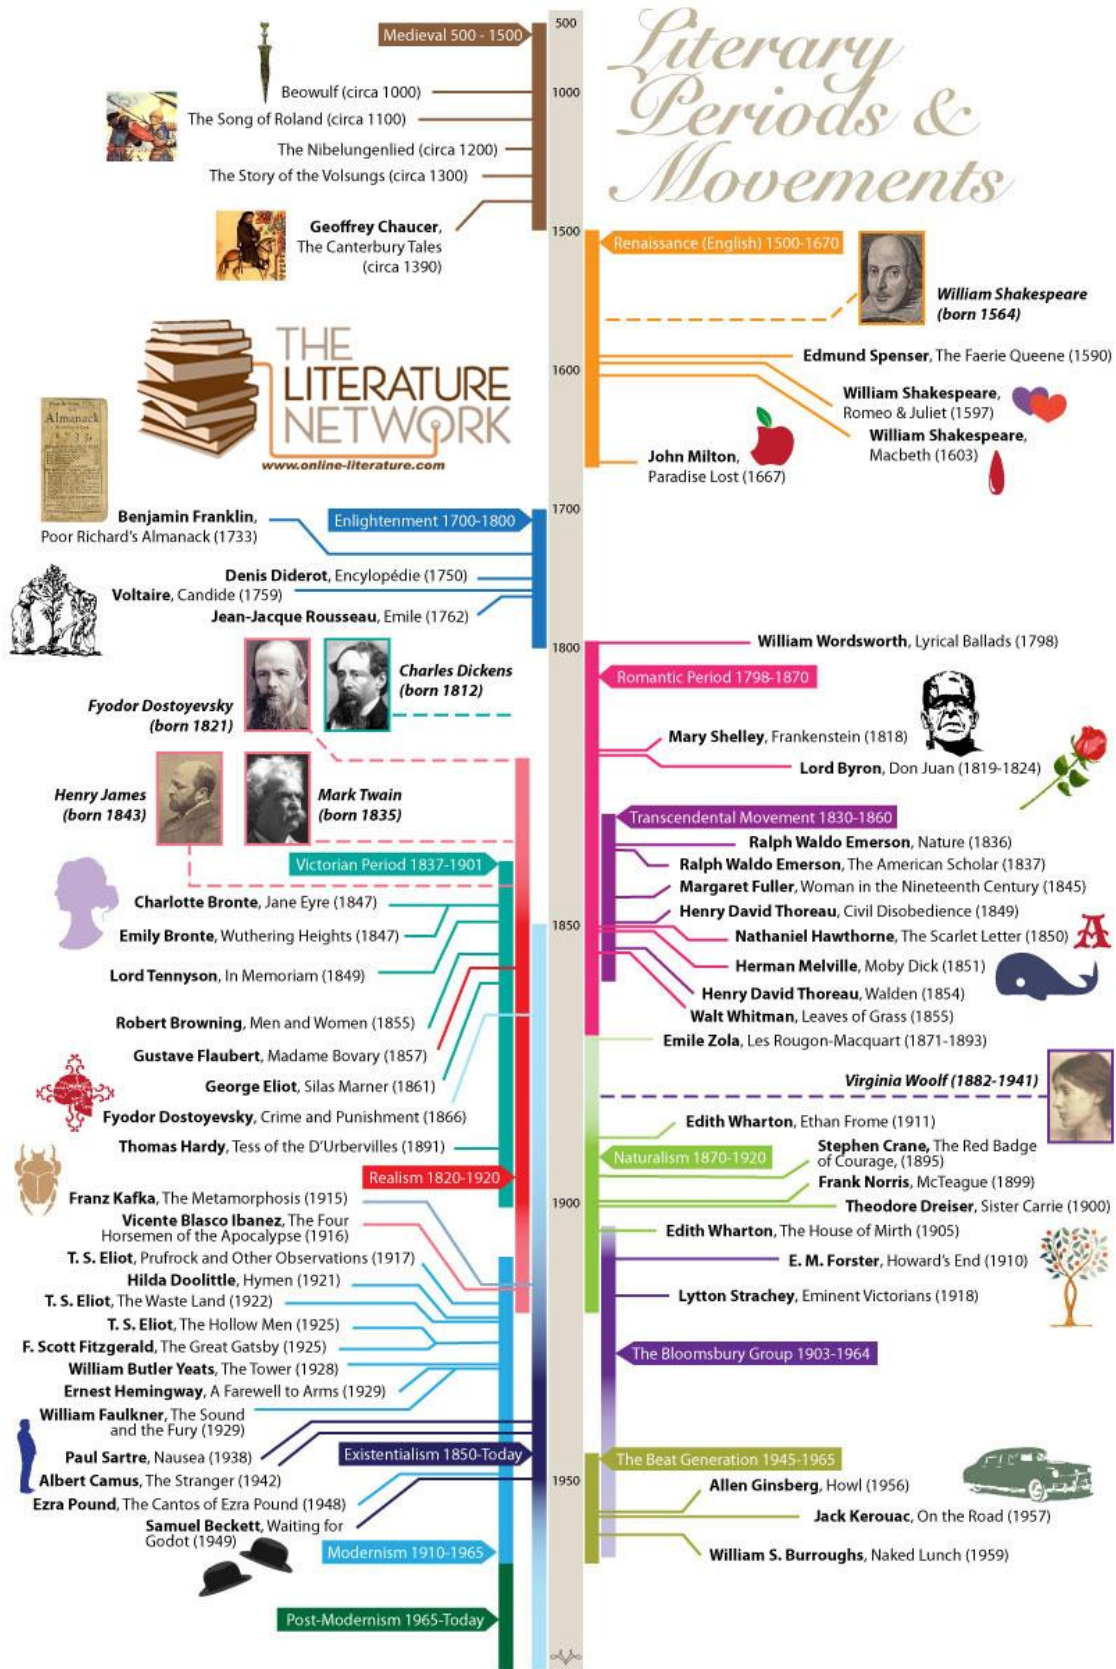 Literary
Periods &
Movements
500
Medieval 500 - 1500
1000
Beowulf (circa 1000)
The Song of Roland (circa 1100)
The Nibelungenlied (circa 1200)
The Story of the Volsungs (circa 1300)
Geoffrey Chaucer,
The Canterbury Tales
(circa 1390)
1500
Renaissance (English) 1500-1670
William Shakespeare
(born 1564)
Edmund Spenser, The Faerie Queene (1590)
1600
William Shakespeare,
Romeo & Juliet (1597)
William Shakespeare,
Macbeth (1603)
John Milton,
Paradise Lost (1667)
THE
LITERATURE
NETWORK
www.online-literature.com
Almanack
1733
1700
Enlightenment 1700-1800
Benjamin Franklin,
Poor Richard's Almanack (1733)
Denis Diderot, Encylopédie (1750)
Voltaire, Candide (1759)
Jean-Jacque Rousseau, Emile (1762)
1800
William Wordsworth, Lyrical Ballads (1798)
Romantic Period 1798-1870
Charles Dickens
(born 1812)
Fyodor Dostoyevsky
(born 1821)
Mary Shelley, Frankenstein (1818)
Lord Byron, Don Juan (1819-1824)
Henry James
(born 1843)
Mark Twain
(born 1835)
Transcendental Movement 1830-1860
Ralph Waldo Emerson, Nature (1836)
Ralph Waldo Emerson, The American Scholar (1837)
Margaret Fuller, Woman in the Nineteenth Century (1845)
Henry David Thoreau, Civil Disobedience (1849)
Nathaniel Hawthorne, The Scarlet Letter (1850)
A
Herman Melville, Moby Dick (1851)
Henry David Thoreau, Walden (1854)
Walt Whitman, Leaves of Grass (1855)
Victorian Period 1837-1901
Charlotte Bronte, Jane Eyre (1847)
Emily Bronte, Wuthering Heights (1847)
1850
Lord Tennyson, In Memoriam (1849)
Robert Browning, Men and Women (1855)
Gustave Flaubert, Madame Bovary (1857)
George Eliot, Silas Marner (1861)
Fyodor Dostoyevsky, Crime and Punishment (1866)
Thomas Hardy, Tess of the D'Urbervilles (1891)
Realism 1820-1920
Emile Zola, Les Rougon-Macquart (1871-1893)
Virginia Woolf (1882-1941)
Edith Wharton, Ethan Frome (1911)
Naturalism 1870-1920
Stephen Crane, The Red Badge
of Courage, (1895)
Frank Norris, McTeague (1899)
Theodore Dreiser, Sister Carrie (1900)
1900
Edith Wharton, The House of Mirth (1905)
E. M. Forster, Howard's End (1910)
Lytton Strachey, Eminent Victorians (1918)
The Bloomsbury Group 1903-1964
Franz Kafka, The Metamorphosis (1915)
Vicente Blasco Ibanez, The Four
Horsemen of the Apocalypse (1916)
T. S. Eliot, Prufrock and Other Observations (1917)
Hilda Doolittle, Hymen (1921)
T. S. Eliot, The Waste Land (1922)
T. S. Eliot, The Hollow Men (1925)
F. Scott Fitzgerald, The Great Gatsby (1925)
William Butler Yeats, The Tower (1928)
Ernest Hemingway, A Farewell to Arms (1929)
William Faulkner, The Sound
and the Fury (1929)
Paul Sartre, Nausea (1938)
Existentialism 1850-Today
Albert Camus, The Stranger (1942)
1950
Ezra Pound, The Cantos of Ezra Pound (1948)
Samuel Beckett, Waiting for
Godot (1949)
Modernism 1910-1965
Post-Modernism 1965-Today
The Beat Generation 1945-1965
Allen Ginsberg, Howl (1956)
Jack Kerouac, On the Road (1957)
William S. Burroughs, Naked Lunch (1959)